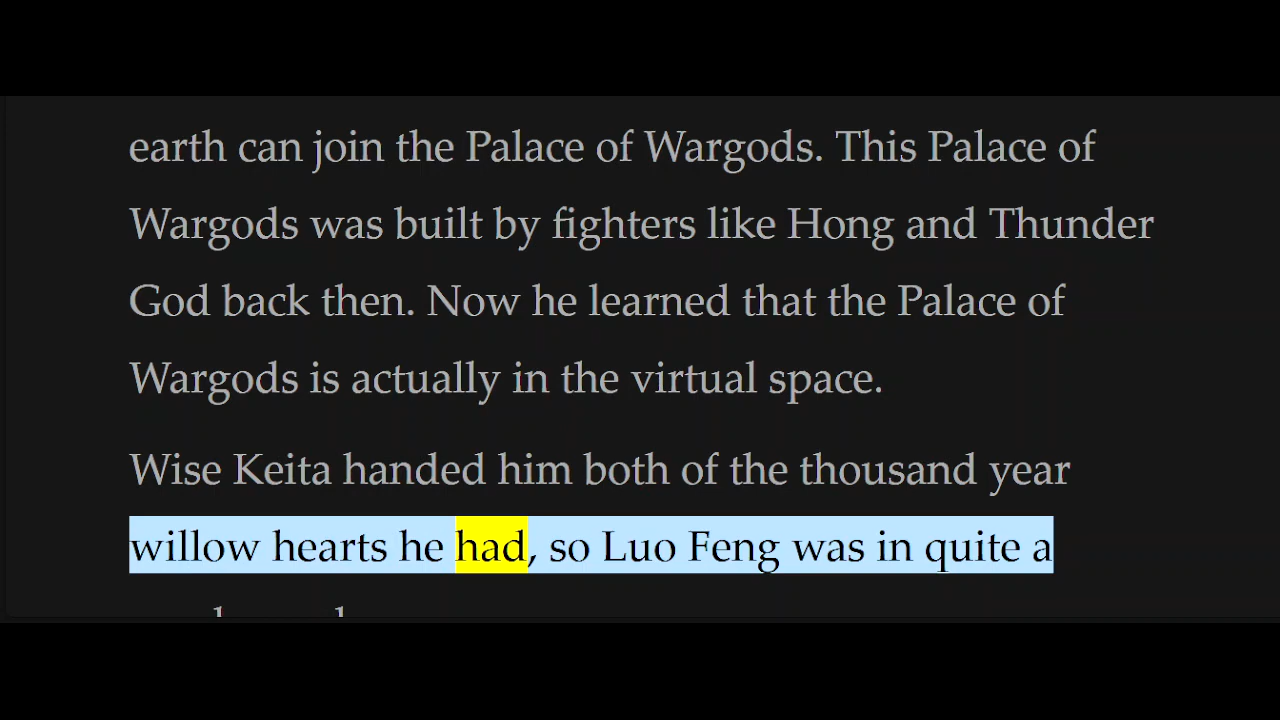 earth can join the Palace of Wargods. This Palace of
Wargods was built by fighters like Hong and Thunder
God back then. Now he learned that the Palace of
Wargods is actually in the virtual space.
Wise Keita handed him both of the thousand year
willow hearts he had, so Luo Feng was in quite a